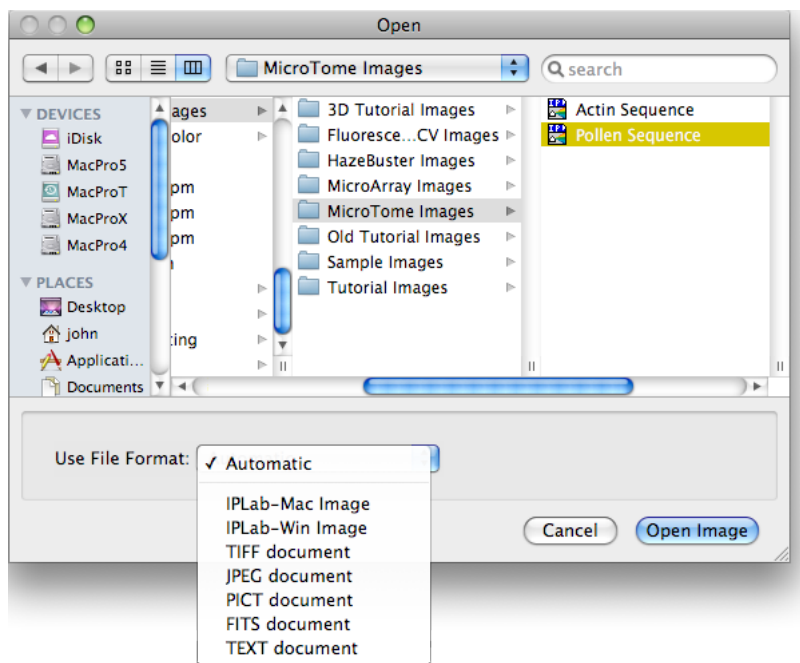 Open
MicroTome Images
search
DEVICES
iDisk
MacPro5
MacProT
MacProX
MacPro4
PLACES
Desktop
john
Applicati...
Documents
ages
olor
pm
pm
pm
ting
3D Tutorial Images
Fluoresce...CV Images
HazeBuster Images
MicroArray Images
MicroTome Images
Old Tutorial Images
Sample Images
Tutorial Images
Actin Sequence
Pollen Sequence
Use File Format:
✓ Automatic
IPLab-Mac Image
IPLab-Win Image
TIFF document
JPEG document
PICT document
FITS document
TEXT document
Cancel
Open Image